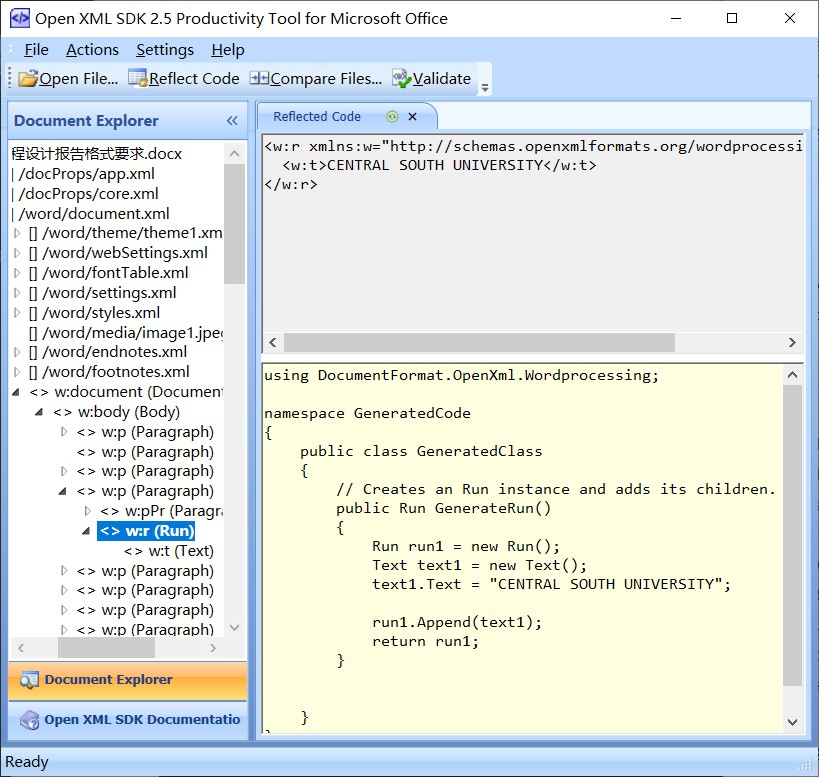 Open XML SDK 2.5 Productivity Tool for Microsoft Office
File Actions Settings Help
Open File... Reflect Code Compare Files... Validate
Document Explorer
程设计报告格式要求.docx
| /docProps/app.xml
| /docProps/core.xml
| /word/document.xml
[] /word/theme/theme1.xm
[] /word/webSettings.xml
[] /word/fontTable.xml
[] /word/settings.xml
[] /word/styles.xml
[] /word/media/image1.jpeg
[] /word/endnotes.xml
[] /word/footnotes.xml
<> w:document (Document
<> w:body (Body)
<> w:p (Paragraph)
<> w:p (Paragraph)
<> w:p (Paragraph)
<> w:p (Paragraph)
<> w:pPr (Paragra
<> w:r (Run)
<> w:t (Text)
<> w:p (Paragraph)
<> w:p (Paragraph)
<> w:p (Paragraph)
<> w:p (Paragraph)
Document Explorer
Open XML SDK Documentatio
Reflected Code
<w:r xmlns:w="http://schemas.openxmlformats.org/wordprocessi
<w:t>CENTRAL SOUTH UNIVERSITY</w:t>
</w:r>
using DocumentFormat.OpenXml.Wordprocessing;
namespace GeneratedCode
{
public class GeneratedClass
{
// Creates an Run instance and adds its children.
public Run GenerateRun()
{
Run run1 = new Run();
Text text1 = new Text();
text1.Text = "CENTRAL SOUTH UNIVERSITY";
run1.Append(text1);
return run1;
}
}
Ready